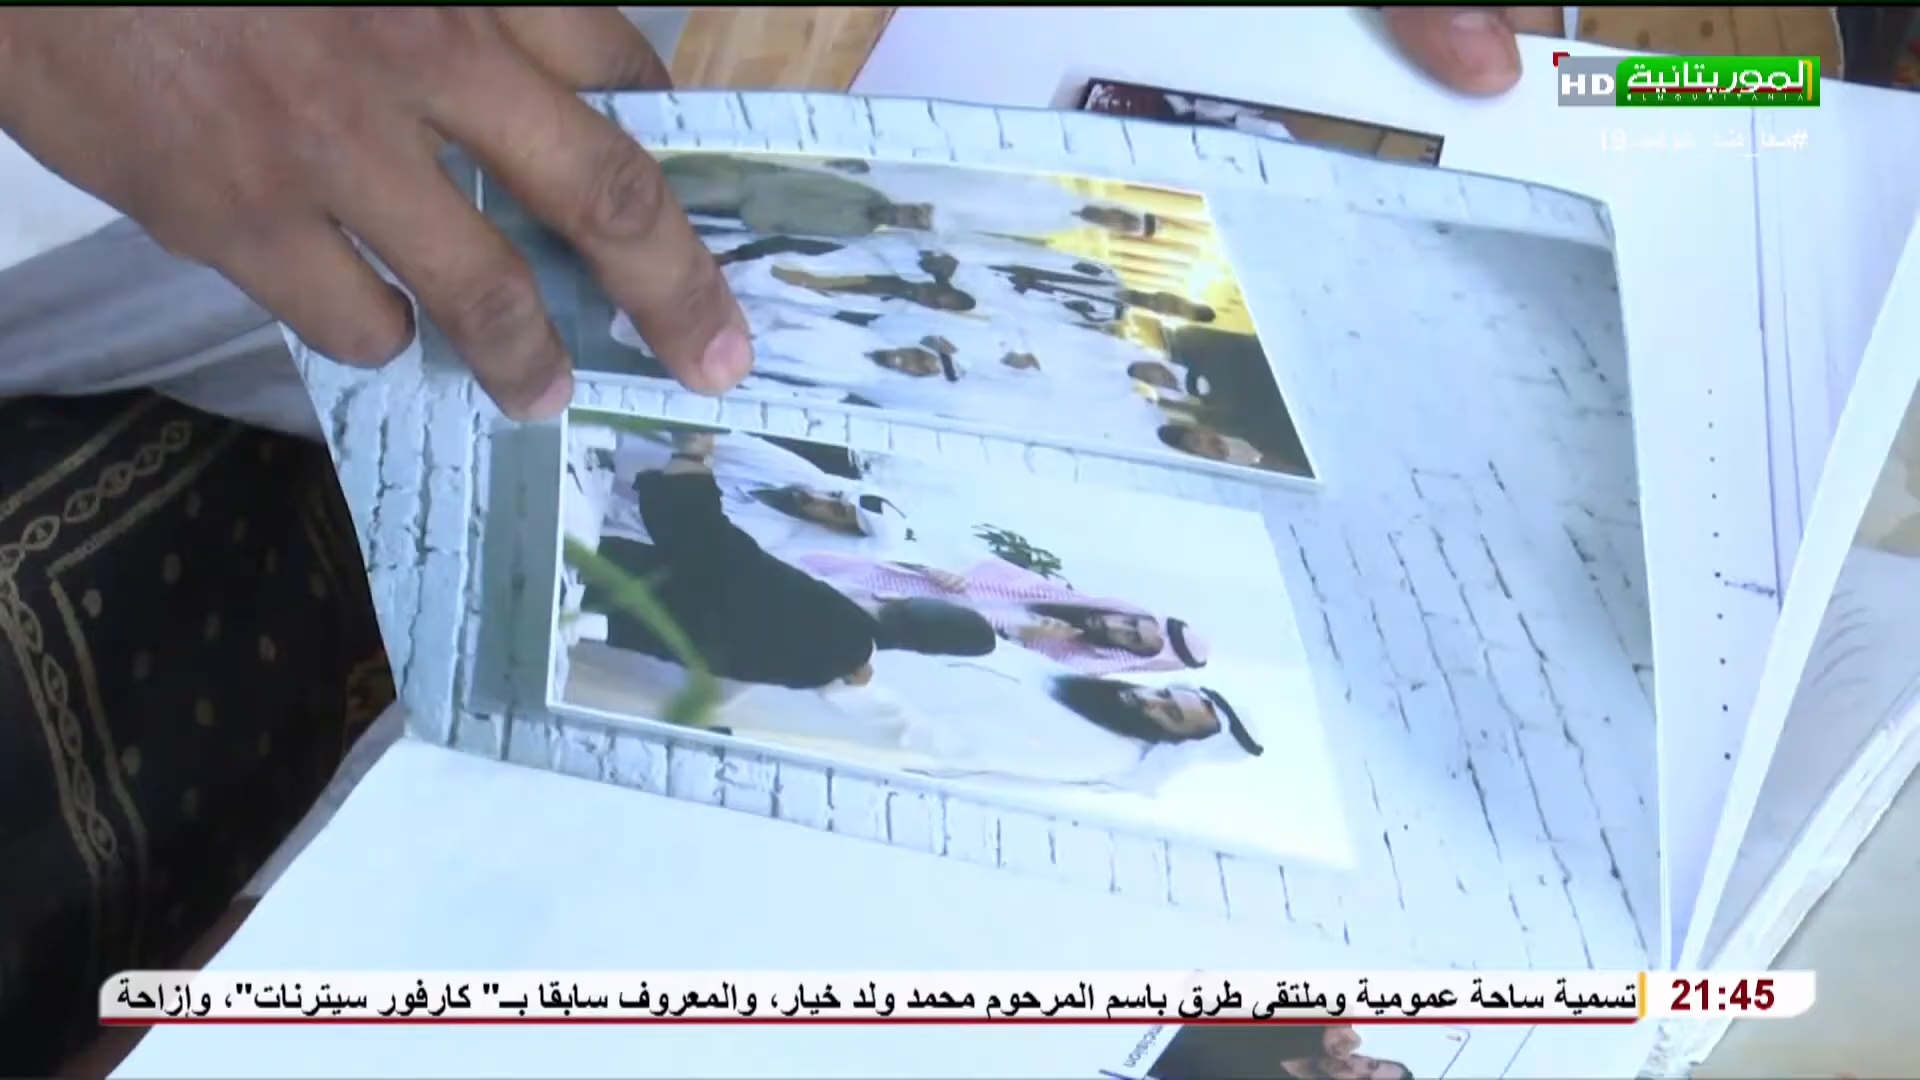 HD الموريتانية
ELMOURITANIA
تسمية ساحة عمومية وملتقى طرق باسم المرحوم محمد ولد خيار، والمعروف سابقا بـ" كارفور سيترنات"، وإزاحة
21:45